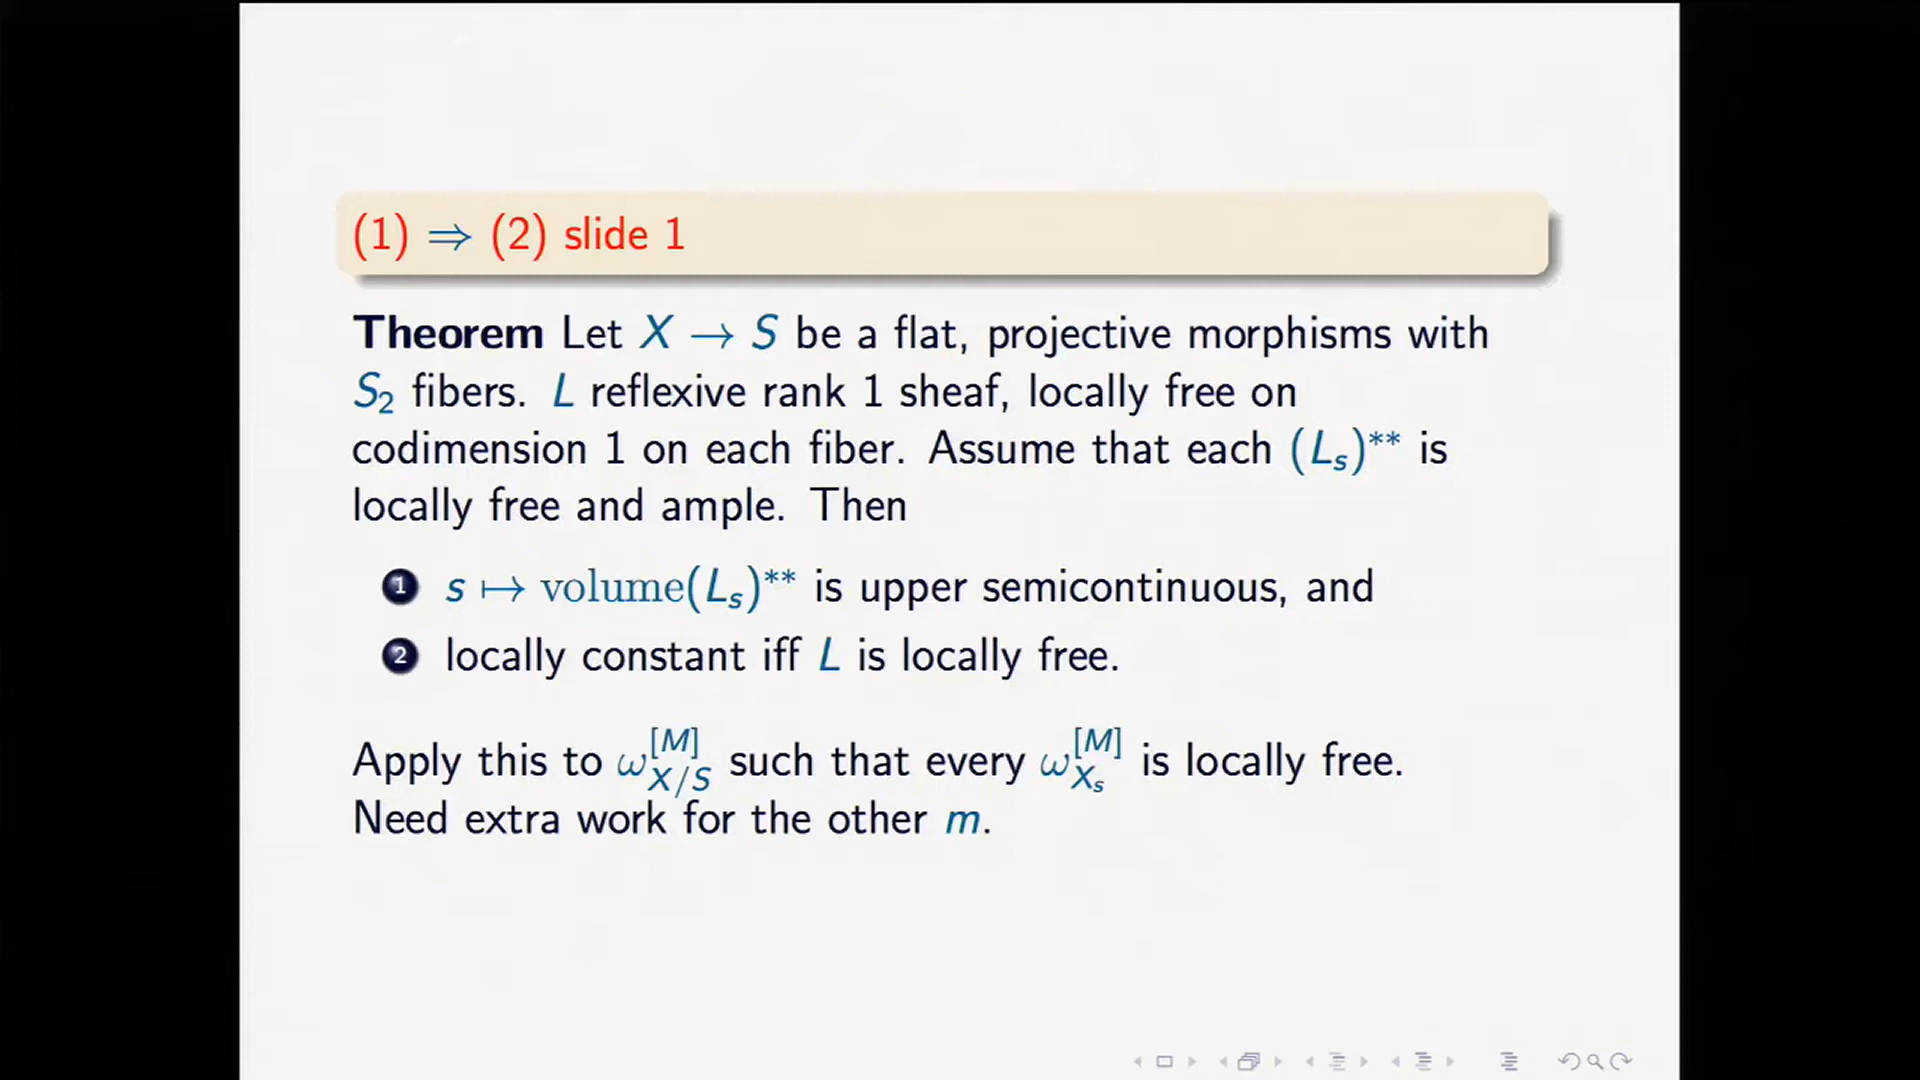 (1) ⇒ (2) slide 1
Theorem Let X → S be a flat, projective morphisms with
S₂ fibers. L reflexive rank 1 sheaf, locally free on
codimension 1 on each fiber. Assume that each (Lₛ)** is
locally free and ample. Then
1 s ↦ volume(Lₛ)** is upper semicontinuous, and
2 locally constant iff L is locally free.
Apply this to ω_{X/S}^{[M]} such that every ω_{Xₛ}^{[M]} is locally free.
Need extra work for the other m.